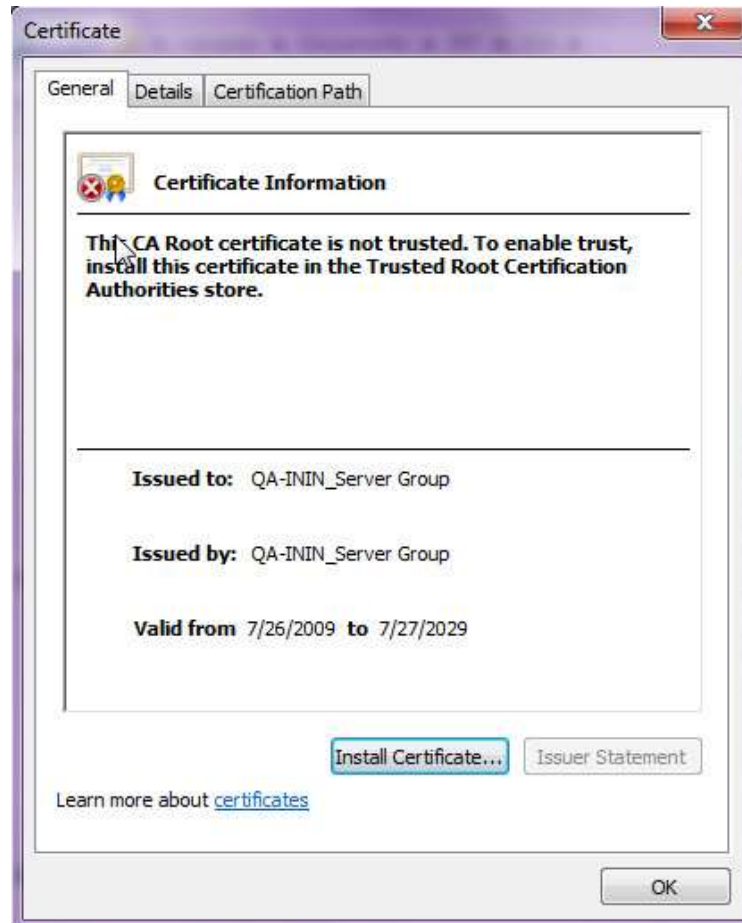 Certificate
General Details Certification Path
Certificate Information
This CA Root certificate is not trusted. To enable trust,
install this certificate in the Trusted Root Certification
Authorities store.
Issued to: QA-ININ_Server Group
Issued by: QA-ININ_Server Group
Valid from 7/26/2009 to 7/27/2029
Install Certificate... Issuer Statement
Learn more about certificates
OK